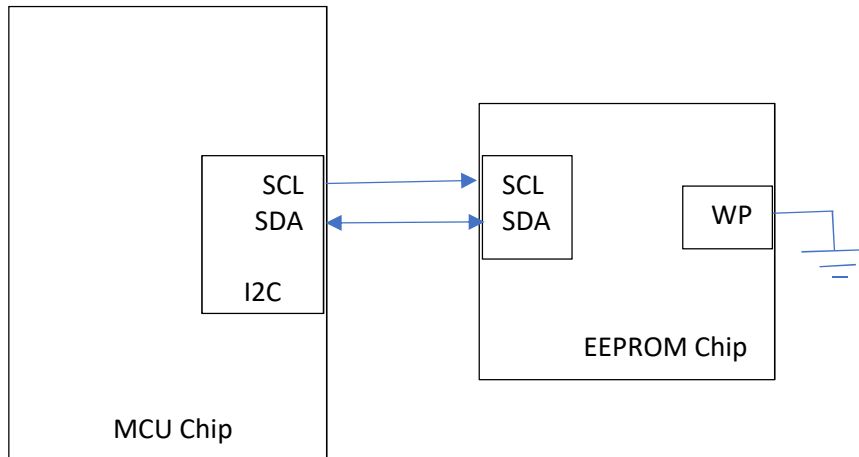 SCL
SDA
I2C
MCU Chip
SCL
SDA
WP
EEPROM Chip